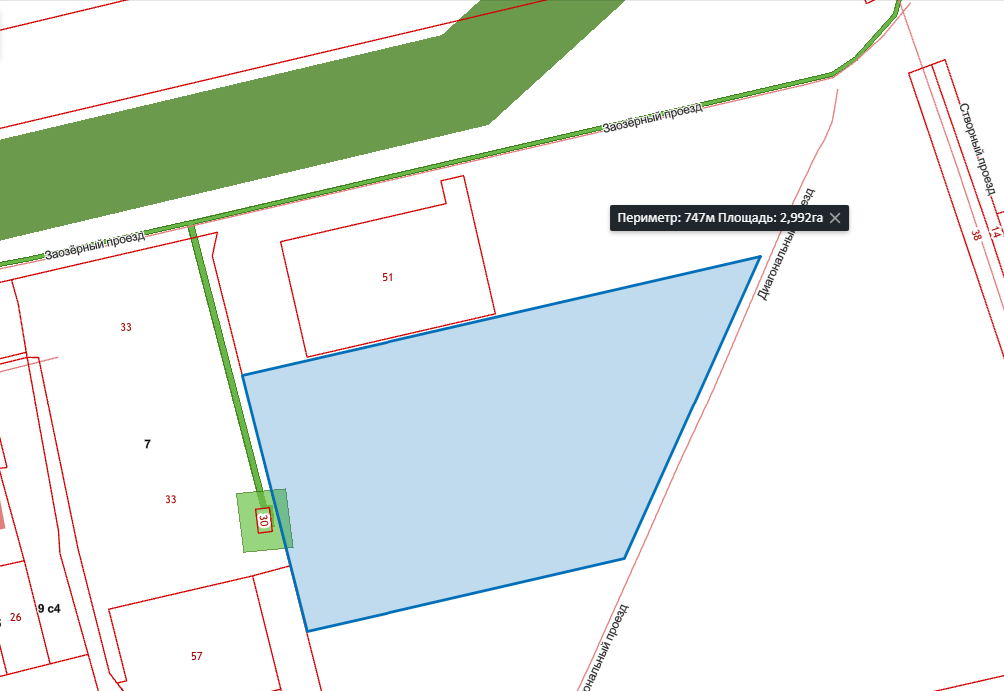 Заозёрный проезд
Створный проезд
Периметр: 747м Площадь: 2,992га
Диагональный проезд
38
14
Заозёрный проезд
51
33
7
33
30
9 с4
26
57
ональный проезд